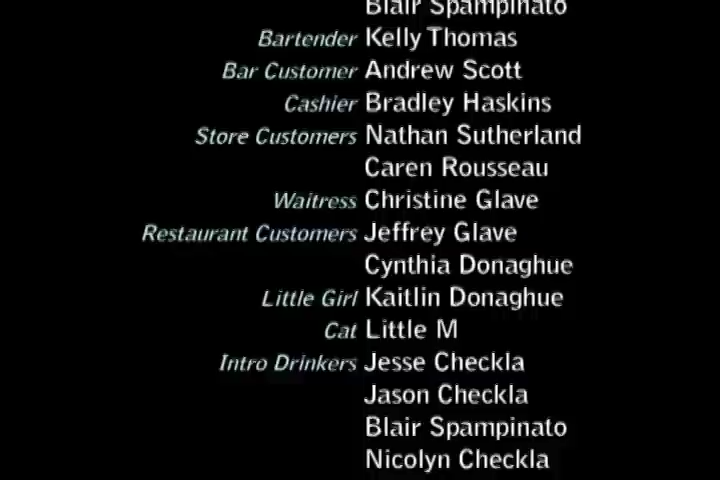 Blair Spampinato
Bartender Kelly Thomas
Bar Customer Andrew Scott
Cashier Bradley Haskins
Store Customers Nathan Sutherland
Caren Rousseau
Waitress Christine Glave
Restaurant Customers Jeffrey Glave
Cynthia Donaghue
Little Girl Kaitlin Donaghue
Cat Little M
Intro Drinkers Jesse Checkla
Jason Checkla
Blair Spampinato
Nicolyn Checkla